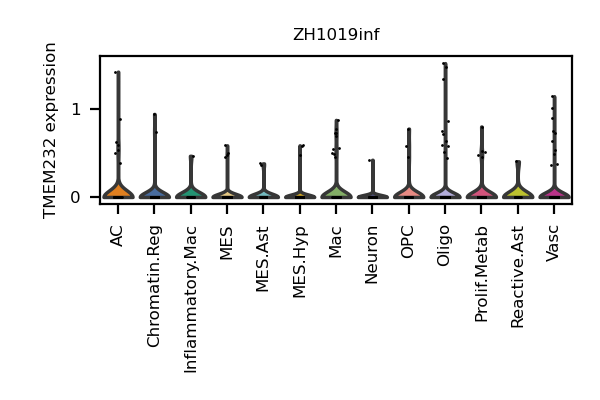 ZH1019inf
TMEM232 expression
1
0
AC
Chromatin.Reg
Inflammatory.Mac
MES
MES.Ast
MES.Hyp
Mac
Neuron
OPC
Oligo
Prolif.Metab
Reactive.Ast
Vasc